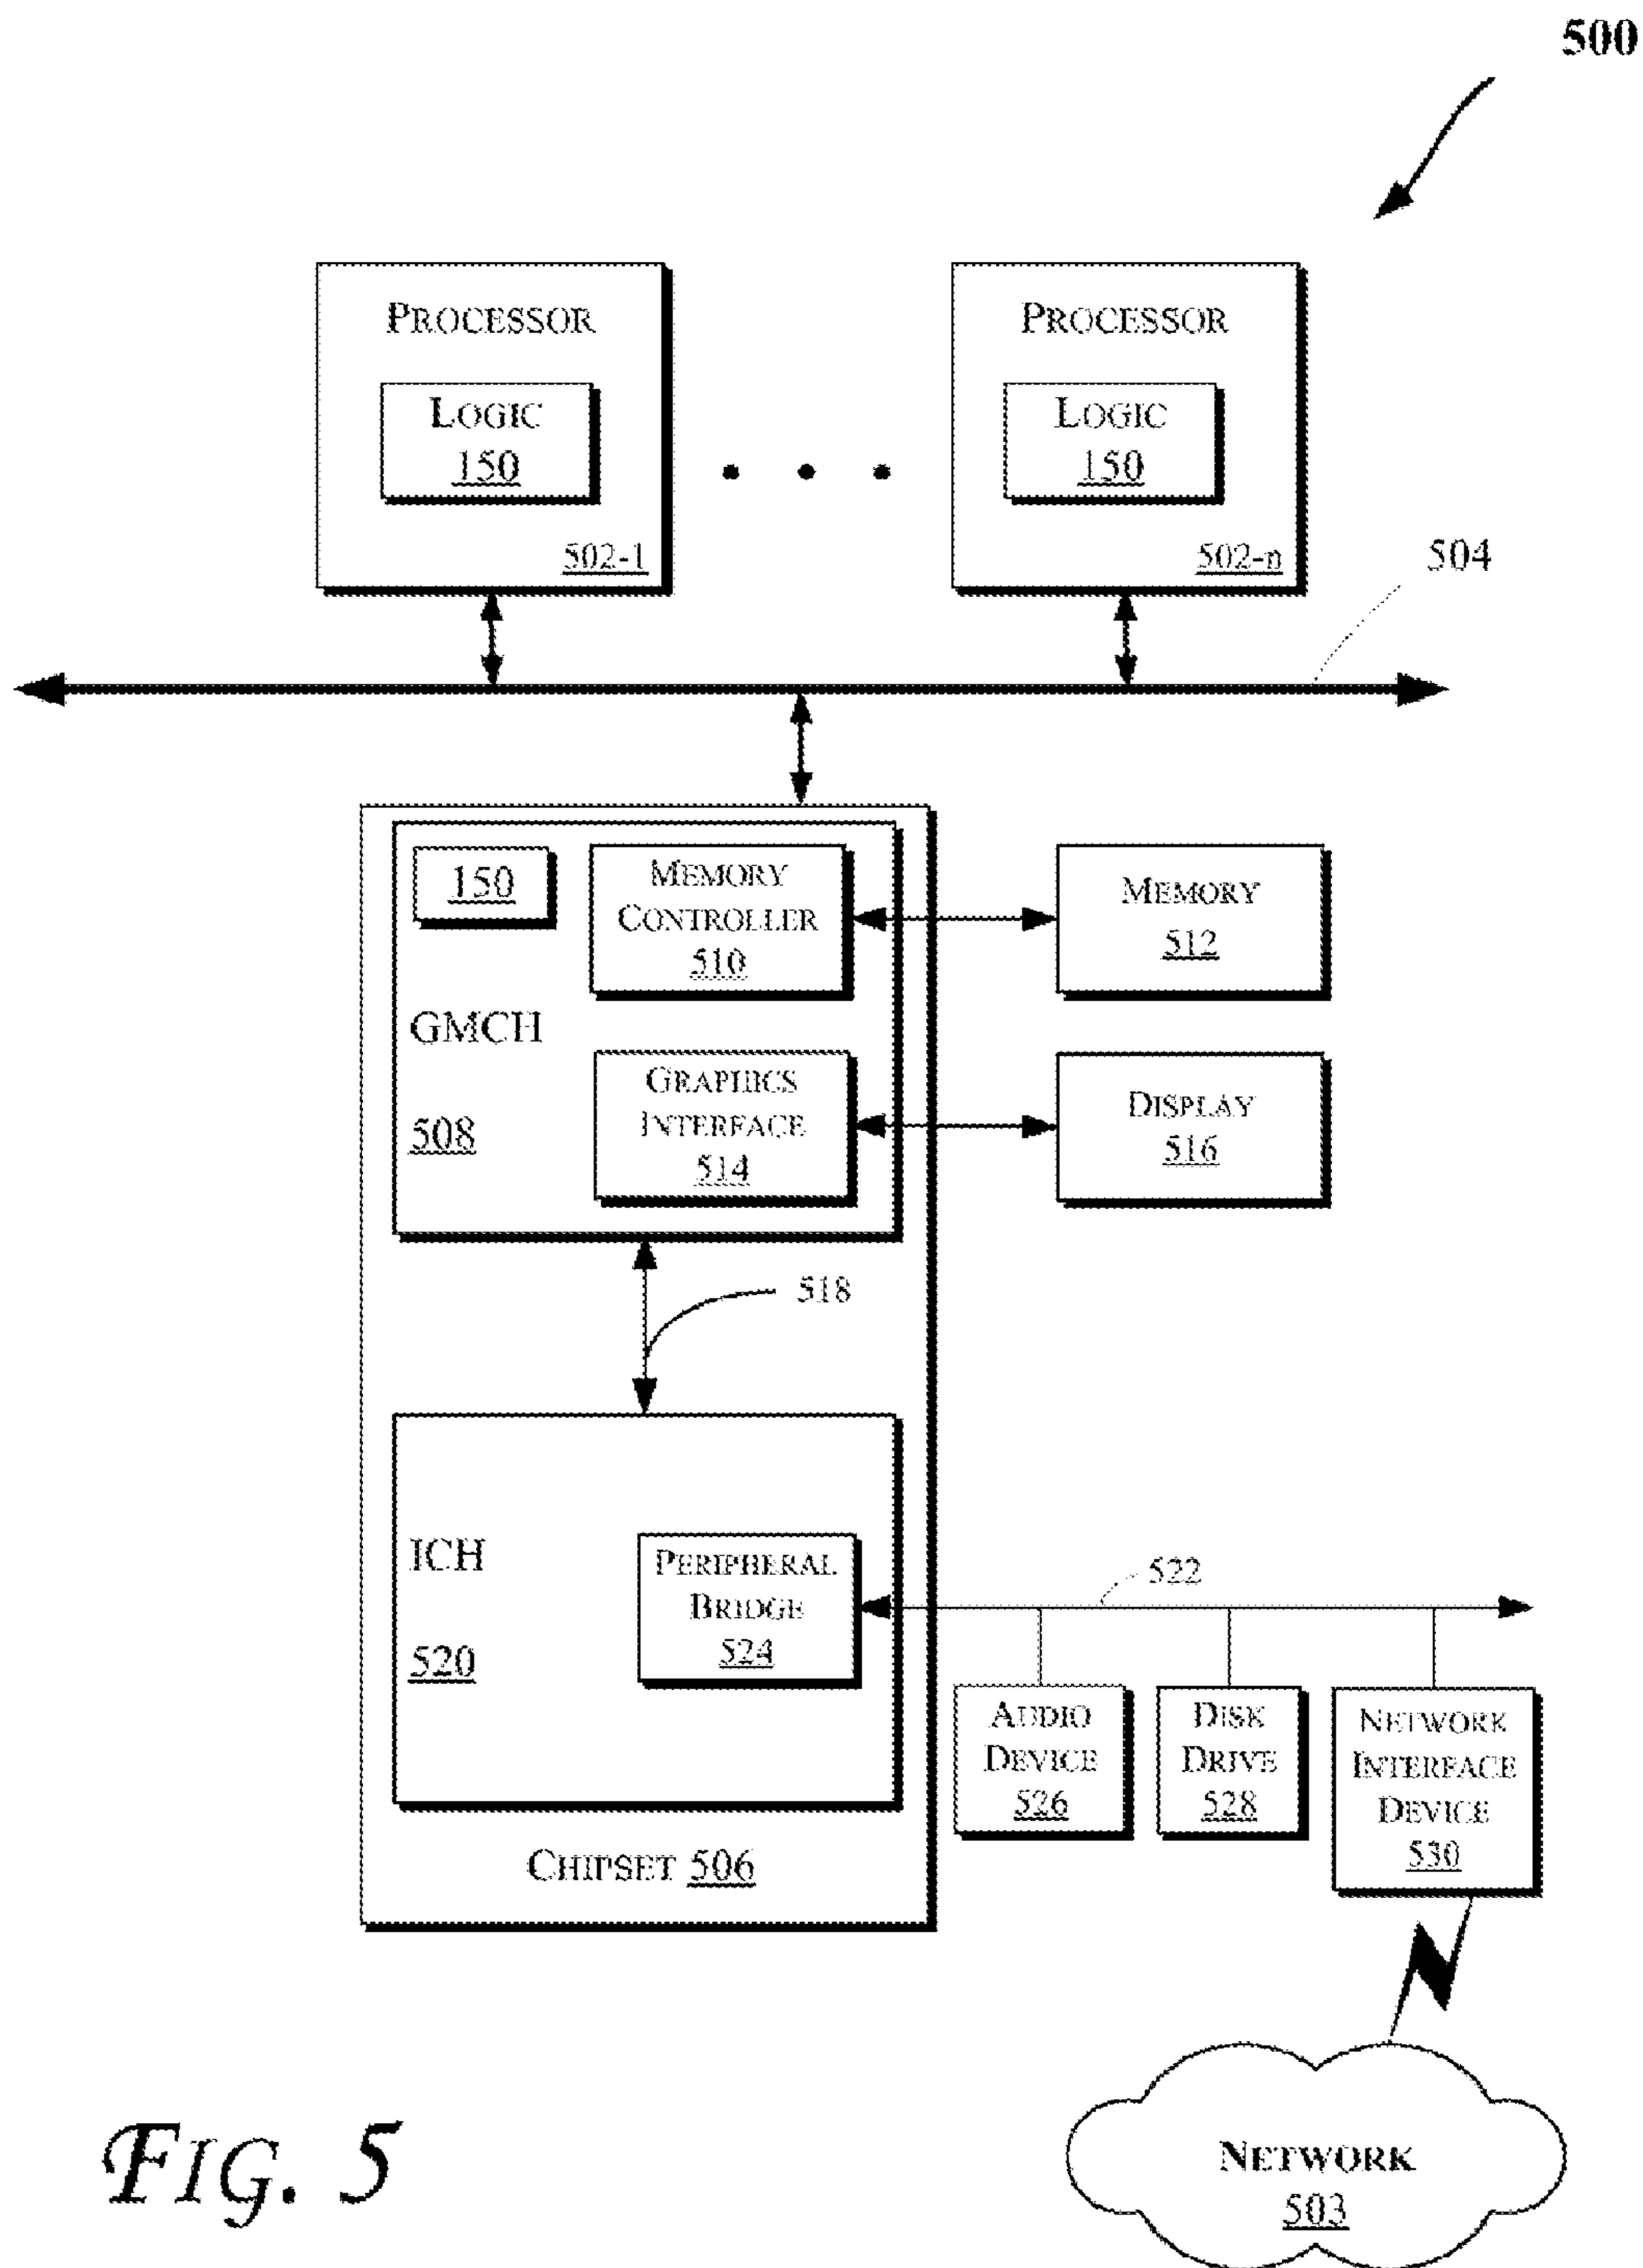 500
PROCESSOR
LOGIC
150
502-1
PROCESSOR
LOGIC
150
502-n
504
150
MEMORY
CONTROLLER
510
MEMORY
512
GMCH
508
GRAPHICS
INTERFACE
514
DISPLAY
516
518
ICH
520
PERIPHERAL
BRIDGE
524
522
AUDIO
DEVICE
526
DISK
DRIVE
528
NETWORK
INTERFACE
DEVICE
530
CHIPSET 506
NETWORK
503
FIG. 5